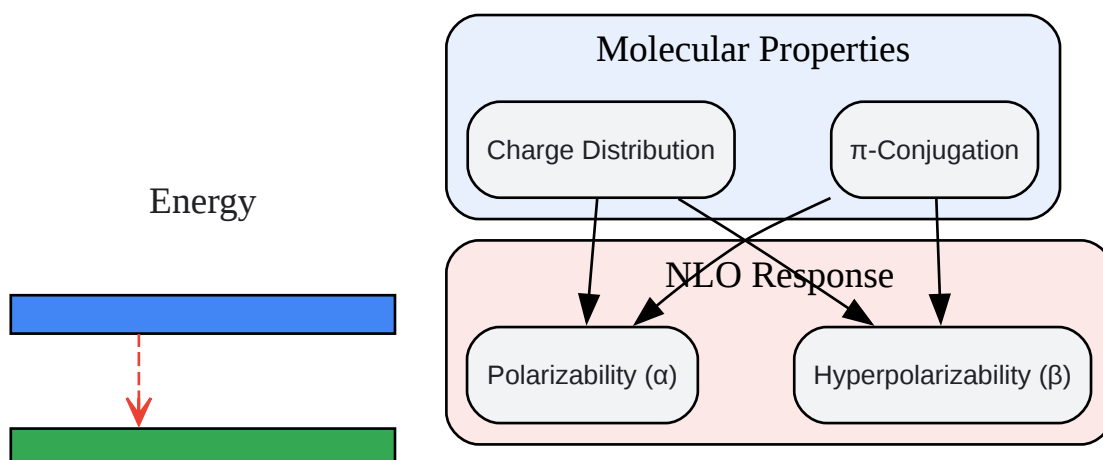 Molecular Properties
Charge Distribution
π-Conjugation
Energy
NLO Response
Polarizability (α)
Hyperpolarizability (β)